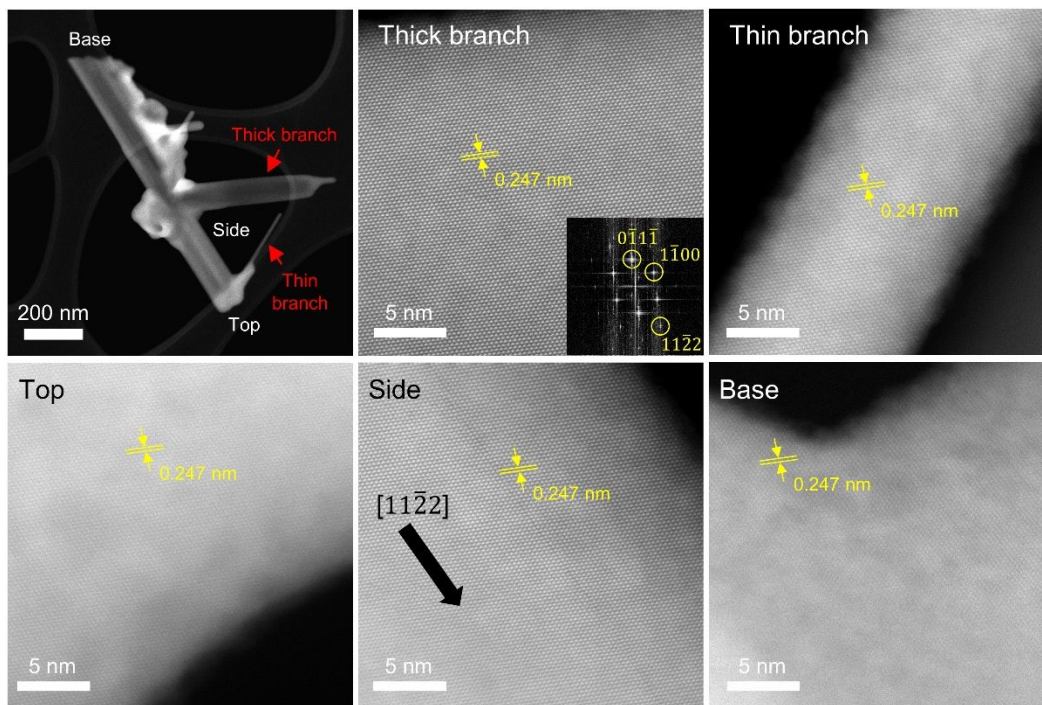 Base
Thick branch
Side
Thin
branch
Top
200 nm
Thick branch
0.247 nm
01̅11̅
11̅00
112̅2
5 nm
Thin branch
0.247 nm
5 nm
Top
0.247 nm
5 nm
Side
0.247 nm
[112̅2]
5 nm
Base
0.247 nm
5 nm